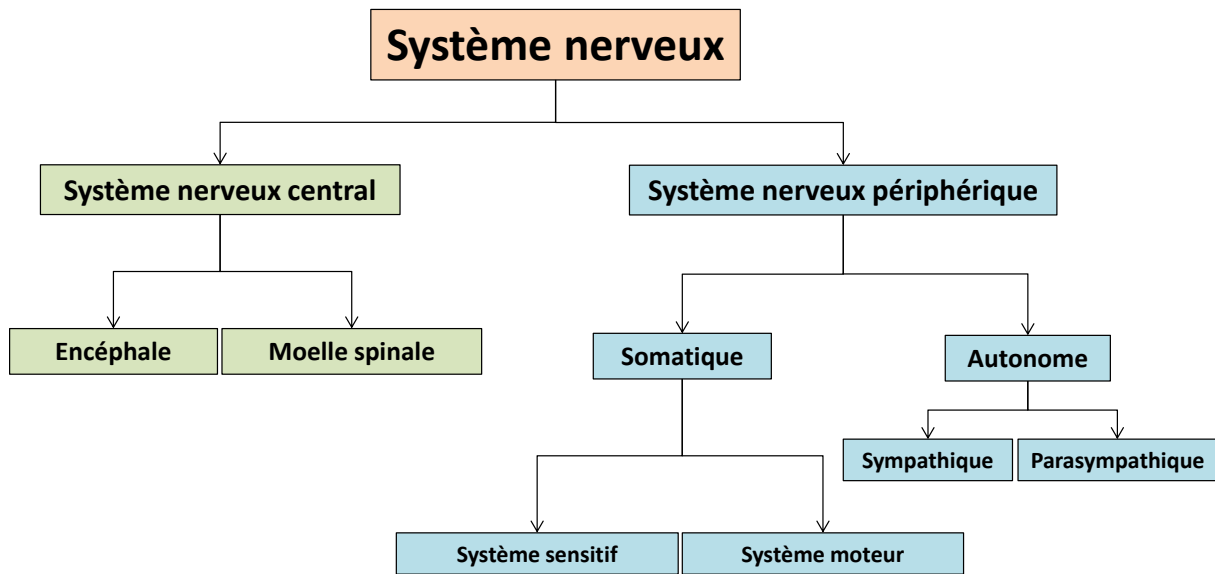 Système nerveux
Système nerveux central
Système nerveux périphérique
Encéphale
Moelle spinale
Somatique
Autonome
Sympathique
Parasympathique
Système sensitif
Système moteur